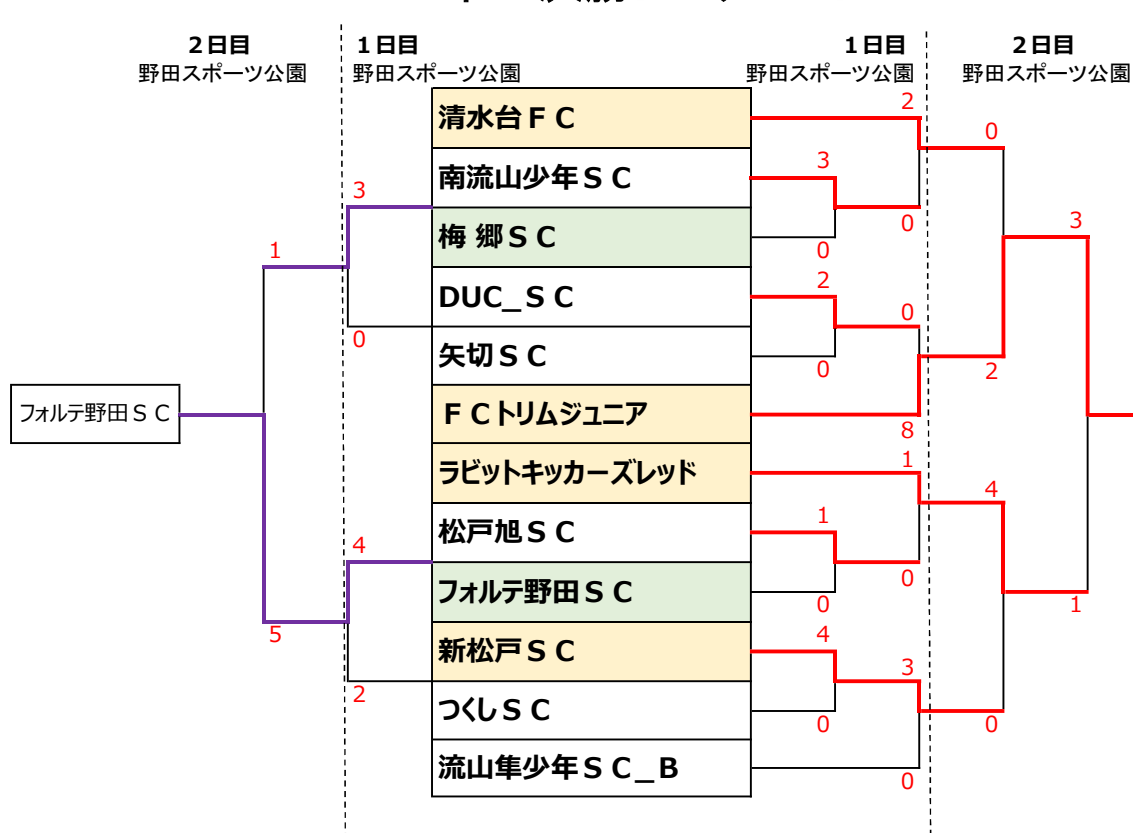 2日目
1日目
1日目
2日目
野田スポーツ公園
野田スポーツ公園
野田スポーツ公園
野田スポーツ公園
清水台ＦＣ
2
0
南流山少年ＳＣ
3
3
梅 郷ＳＣ
0
0
1
3
DUC_ＳＣ
2
0
0
矢切ＳＣ
0
2
フォルテ野田ＳＣ
ＦＣトリムジュニア
8
ラビットキッカーズレッド
1
4
松戸旭ＳＣ
1
4
0
フォルテ野田ＳＣ
0
1
5
新松戸ＳＣ
4
3
2
つくしＳＣ
0
0
流山隼少年ＳＣ_Ｂ
0